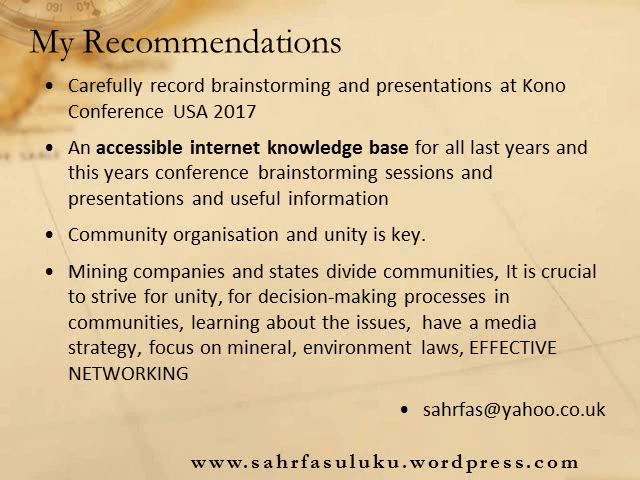 My Recommendations
• Carefully record brainstorming and presentations at Kono
Conference USA 2017
• An accessible internet knowledge base for all last years and
this years conference brainstorming sessions and
presentations and useful information
• Community organisation and unity is key.
• Mining companies and states divide communities, It is crucial
to strive for unity, for decision-making processes in
communities, learning about the issues, have a media
strategy, focus on mineral, environment laws, EFFECTIVE
NETWORKING
• sahrfas@yahoo.co.uk
www.sahrfasuluku.wordpress.com